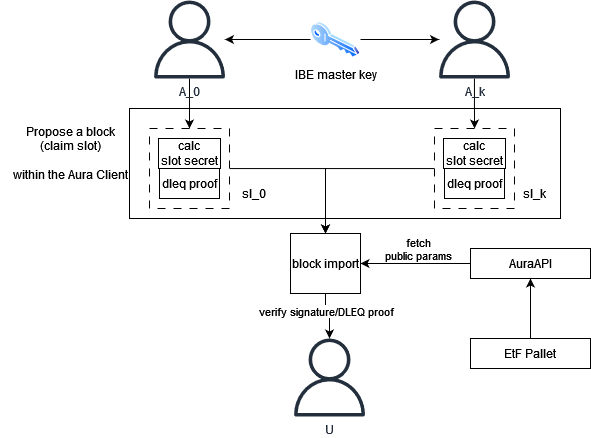 IBE master key
A_0
A_k
Propose a block
(claim slot)
within the Aura Client
calc
slot secret
dleq proof
sl_0
calc
slot secret
dleq proof
sl_k
block import
fetch
public params
AuraAPI
verify signature/DLEQ proof
EtF Pallet
U